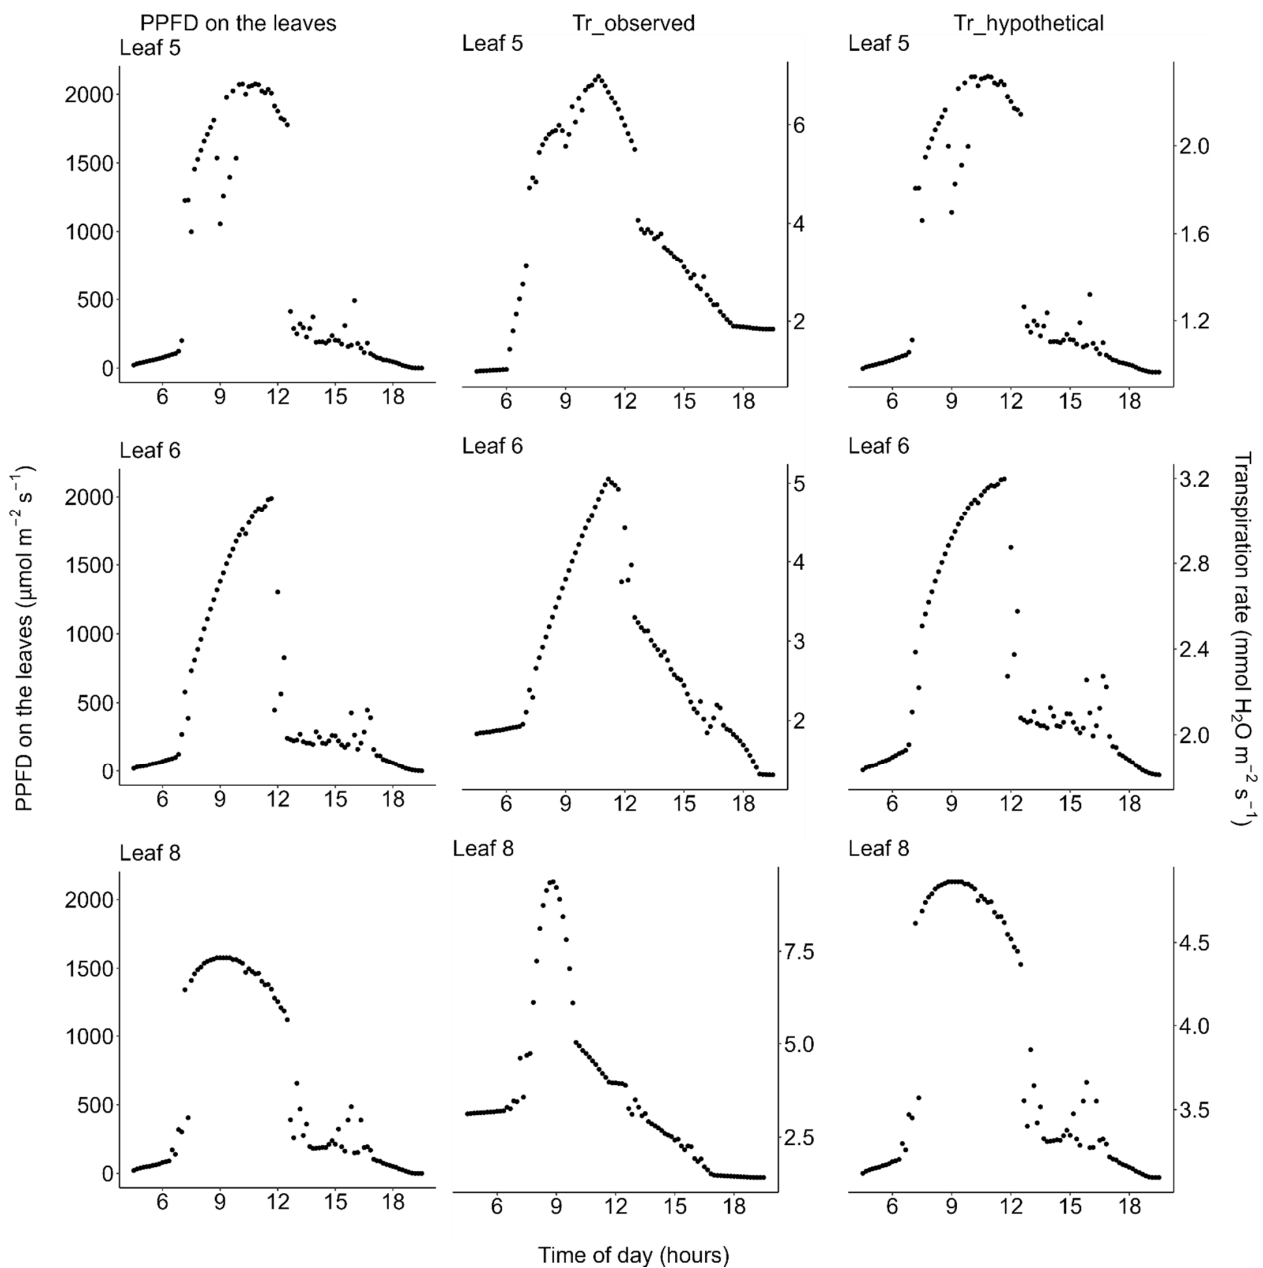 PPFD on the leaves
Tr_observed
Tr_hypothetical
Leaf 5
2000
1500
1000
500
0
6 9 12 15 18
Leaf 5
6
4
2
6 9 12 15 18
Leaf 5
2.0
1.6
1.2
6 9 12 15 18
PPFD on the leaves (µmol m−2 s−1)
Leaf 6
2000
1500
1000
500
0
6 9 12 15 18
Leaf 6
5
4
3
2
6 9 12 15 18
Leaf 6
3.2
2.8
2.4
2.0
6 9 12 15 18
Transpiration rate (mmol H2O m−2 s−1)
Leaf 8
2000
1500
1000
500
0
6 9 12 15 18
Leaf 8
7.5
5.0
2.5
6 9 12 15 18
Leaf 8
4.5
4.0
3.5
6 9 12 15 18
Time of day (hours)